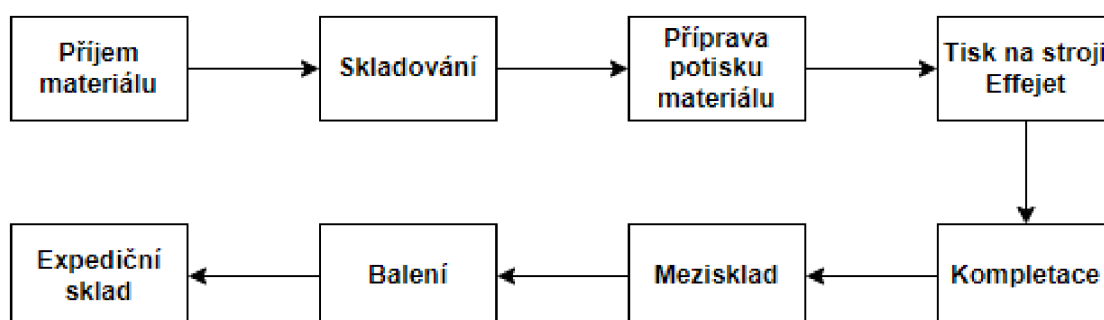 Příjem
materiálu
Skladování
Příprava
potisku
materiálu
Tisk na stroji
Effejet
Kompletace
Mezisklad
Balení
Expediční
sklad